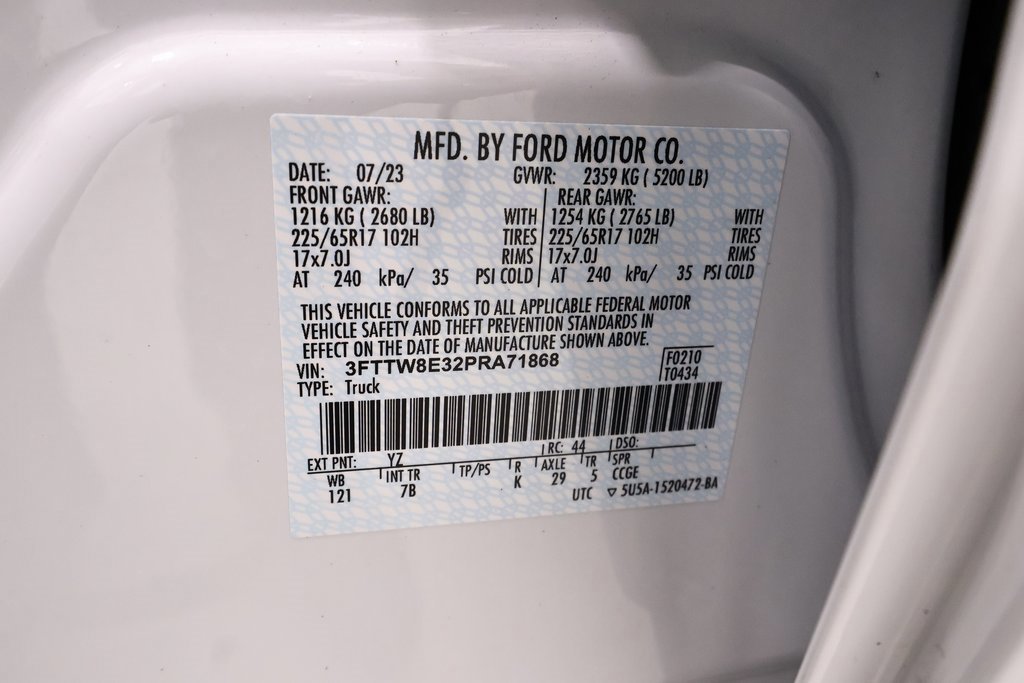 MFD. BY FORD MOTOR CO.
DATE: 07/23 GVWR: 2359 KG ( 5200 LB)
FRONT GAWR: REAR GAWR:
1216 KG ( 2680 LB) WITH 1254 KG ( 2765 LB) WITH
225/65R17 102H TIRES 225/65R17 102H TIRES
17x7.0J RIMS 17x7.0J RIMS
AT 240 kPa/ 35 PSI COLD AT 240 kPa/ 35 PSI COLD
THIS VEHICLE CONFORMS TO ALL APPLICABLE FEDERAL MOTOR
VEHICLE SAFETY AND THEFT PREVENTION STANDARDS IN
EFFECT ON THE DATE OF MANUFACTURE SHOWN ABOVE.
VIN: 3FTTW8E32PRA71868 F0210
TYPE: Truck T0434
EXT PNT: YZ RC: 44 DSO:
WB INT TR TP/PS R AXLE TR SPR
121 7B K 29 5 CCGE
UTC ▽ 5U5A-1520472-BA